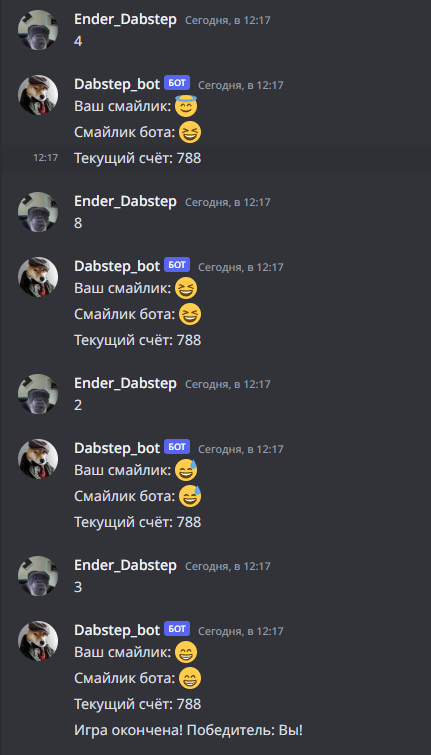 Ender_Dabstep Сегодня, в 12:17
4
Dabstep_bot БОТ Сегодня, в 12:17
Ваш смайлик: 😇
Смайлик бота: 😆
12:17 Текущий счёт: 788
Ender_Dabstep Сегодня, в 12:17
8
Dabstep_bot БОТ Сегодня, в 12:17
Ваш смайлик: 😆
Смайлик бота: 😆
Текущий счёт: 788
Ender_Dabstep Сегодня, в 12:17
2
Dabstep_bot БОТ Сегодня, в 12:17
Ваш смайлик: 😅
Смайлик бота: 😅
Текущий счёт: 788
Ender_Dabstep Сегодня, в 12:17
3
Dabstep_bot БОТ Сегодня, в 12:17
Ваш смайлик: 😁
Смайлик бота: 😁
Текущий счёт: 788
Игра окончена! Победитель: Вы!